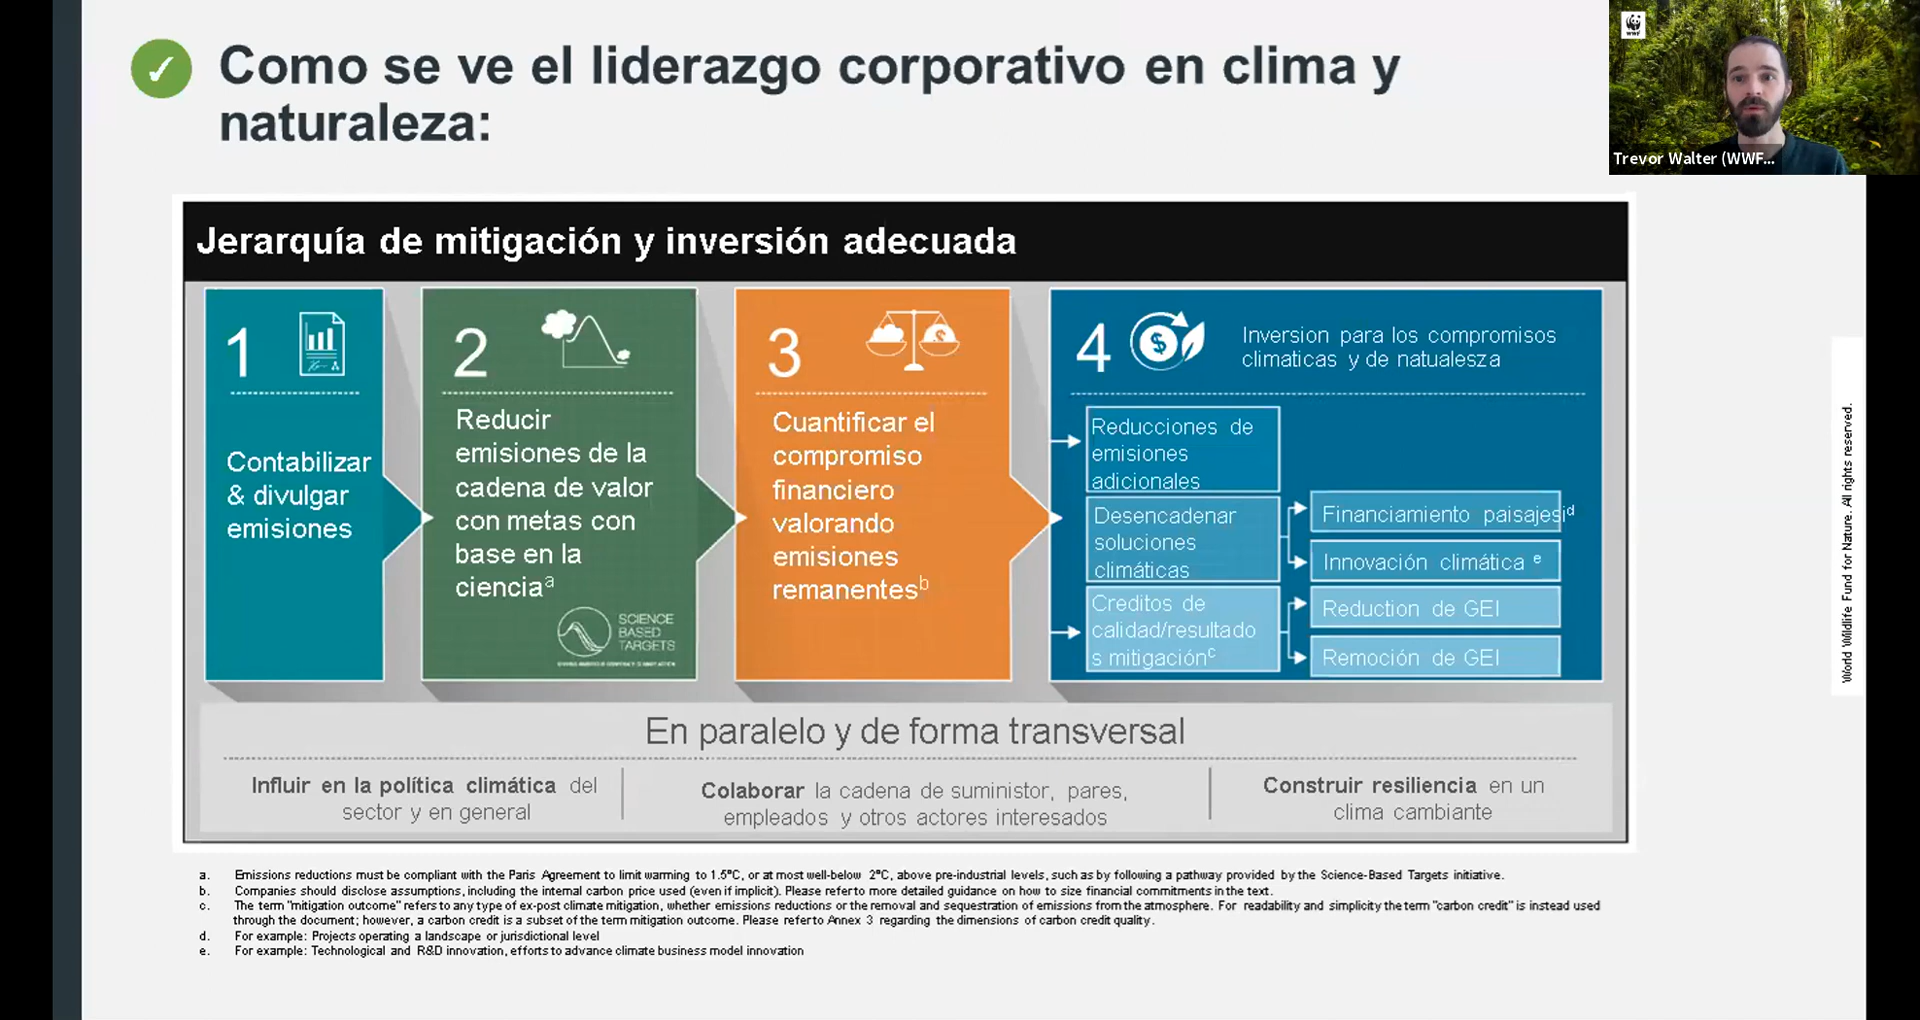 Como se ve el liderazgo corporativo en clima y
naturaleza:
WWF
Trevor Walter (WWF...
Jerarquía de mitigación y inversión adecuada
1
Contabilizar
& divulgar
emisiones
2
Reducir
emisiones de la
cadena de valor
con metas con
base en la
cienciaᵃ
SCIENCE
BASED
TARGETS
3
Cuantificar el
compromiso
financiero
valorando
emisiones
remanentesᵇ
4
Inversion para los compromisos
climaticas y de natualesza
Reducciones de
emisiones
adicionales
Desencadenar
soluciones
climáticas
Financiamiento paisajesiᵈ
Innovación climática ᵉ
Creditos de
calidad/resultado
s mitigaciónᶜ
Reduction de GEI
Remoción de GEI
En paralelo y de forma transversal
Influir en la política climática del
sector y en general
Colaborar la cadena de suministor, pares,
empleados y otros actores interesados
Construir resiliencia en un
clima cambiante
a. Emissions reductions must be compliant with the Paris Agreement to limit warming to 1.5°C, or at most well-below 2°C, above pre-industrial levels, such as by following a pathway provided by the Science-Based Targets initiative.
b. Companies should disclose assumptions, including the internal carbon price used (even if implicit). Please refer to more detailed guidance on how to size financial commitments in the text.
c. The term "mitigation outcome" refers to any type of ex-post climate mitigation, whether emissions reductions or the removal and sequestration of emissions from the atmosphere. For readability and simplicity the term "carbon credit" is instead used
through the document; however, a carbon credit is a subset of the term mitigation outcome. Please refer to Annex 3 regarding the dimensions of carbon credit quality.
d. For example: Projects operating a landscape or jurisdictional level
e. For example: Technological and R&D innovation, efforts to advance climate business model innovation
World Wildlife Fund for Nature. All rights reserved.